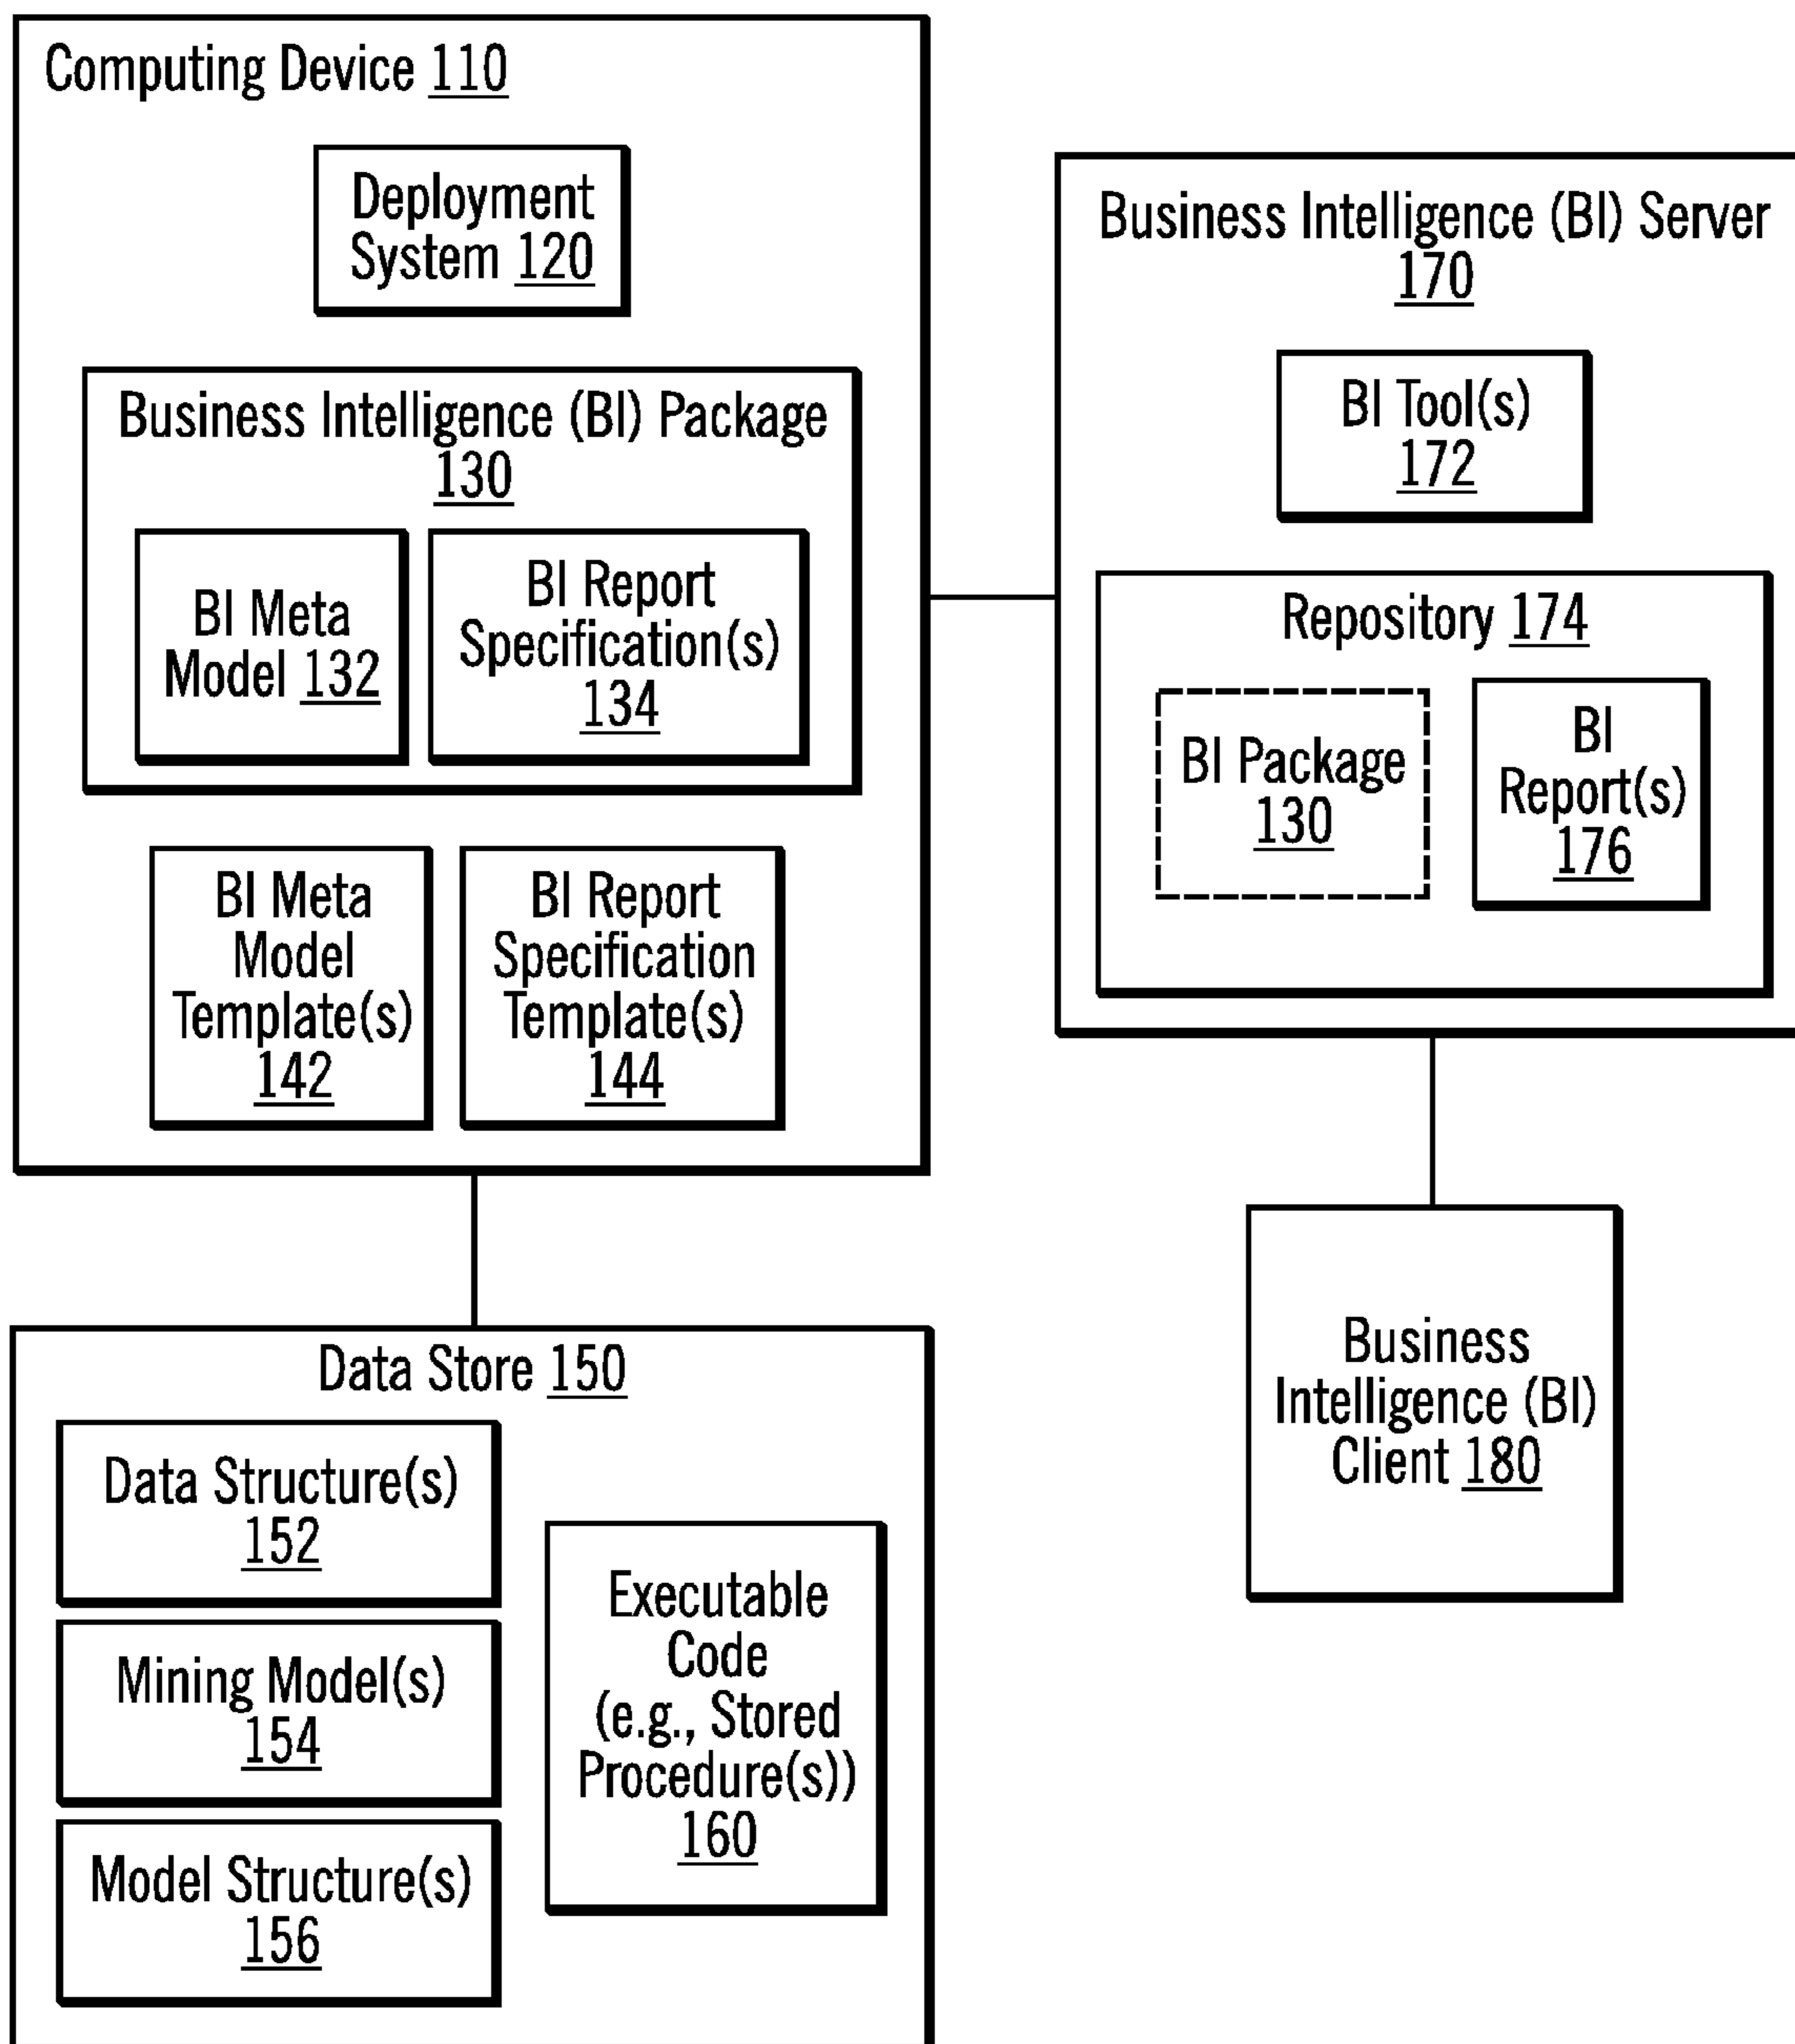 Computing Device 110
Deployment
System 120
Business Intelligence (BI) Package
130
BI Meta
Model 132
BI Report
Specification(s)
134
BI Meta
Model
Template(s)
142
BI Report
Specification
Template(s)
144
Business Intelligence (BI) Server
170
BI Tool(s)
172
Repository 174
BI Package
130
BI
Report(s)
176
Data Store 150
Data Structure(s)
152
Mining Model(s)
154
Model Structure(s)
156
Executable
Code
(e.g., Stored
Procedure(s))
160
Business
Intelligence (BI)
Client 180